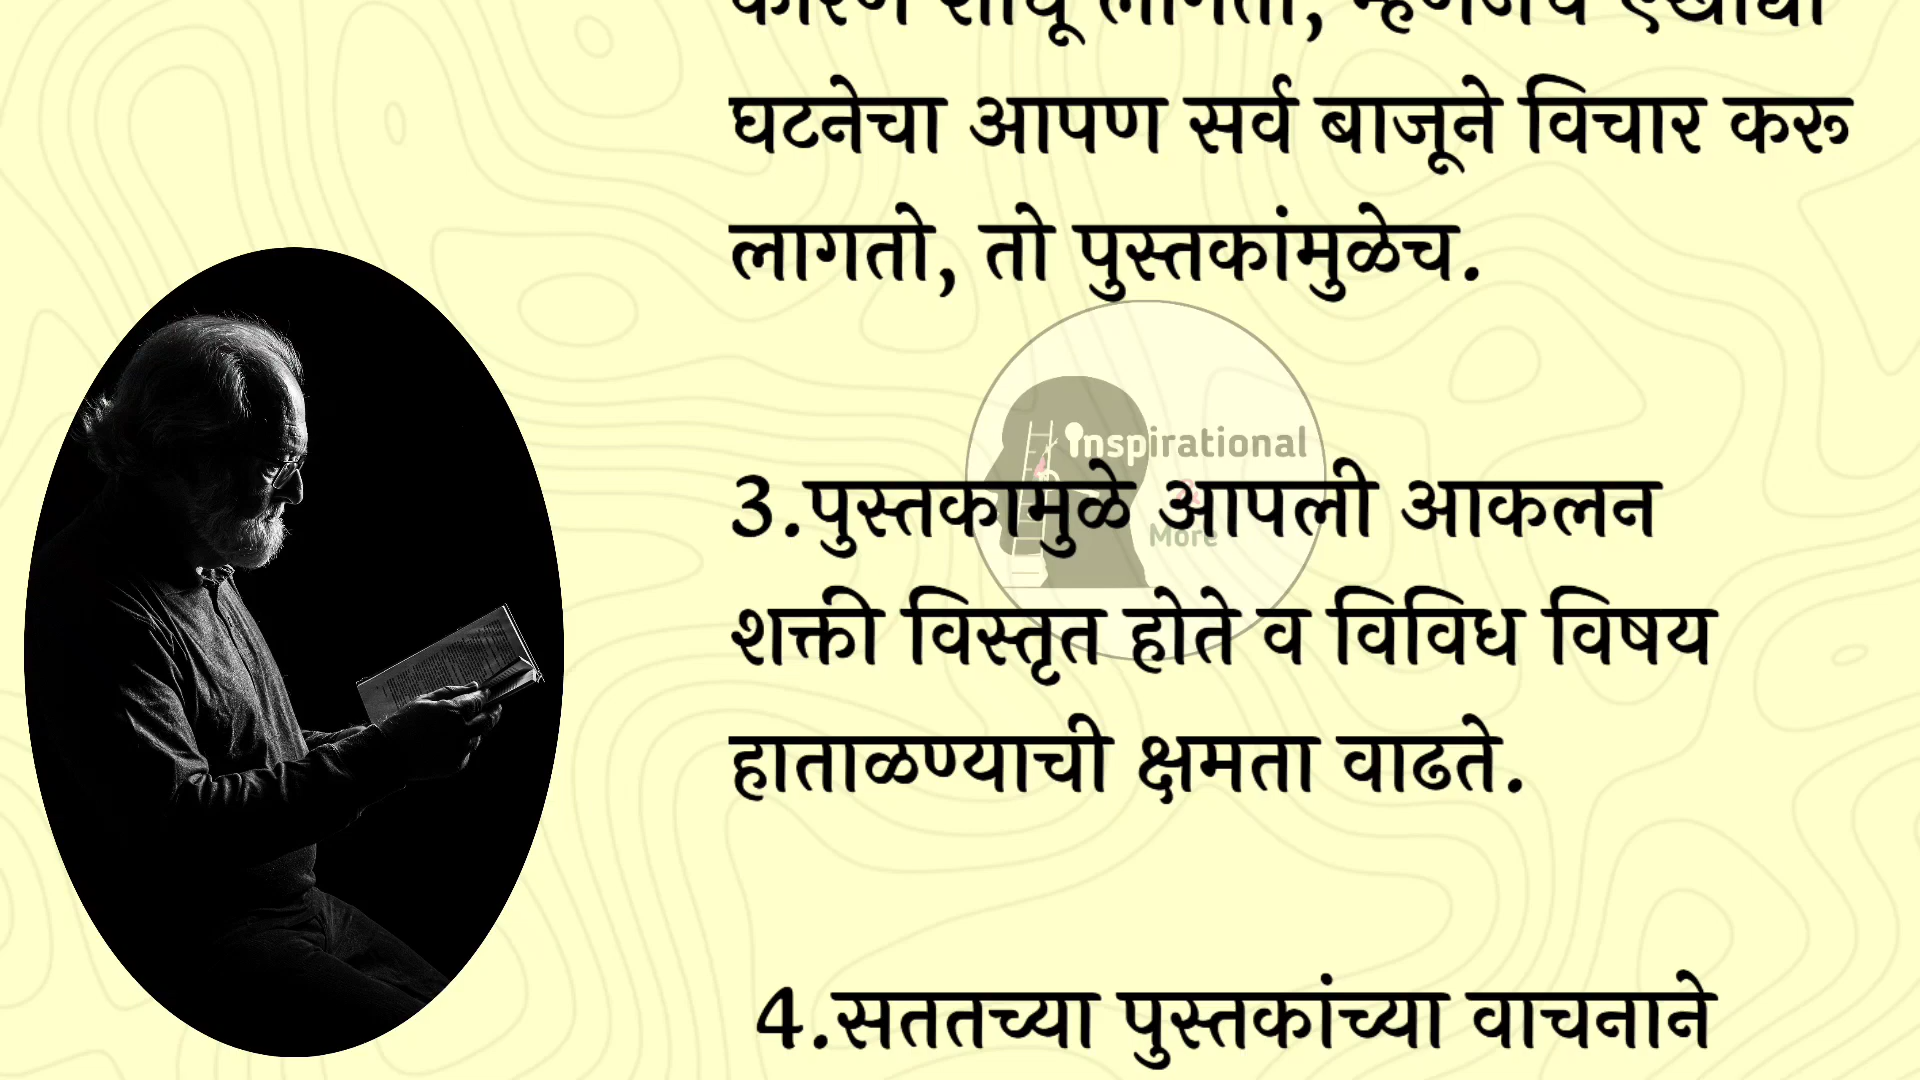 घटनेचा आपण सर्व बाजूने विचार करू
लागतो, तो पुस्तकांमुळेच.
Inspirational
&
More
3.पुस्तकामुळे आपली आकलन
शक्ती विस्तृत होते व विविध विषय
हाताळण्याची क्षमता वाढते.
4.सततच्या पुस्तकांच्या वाचनाने